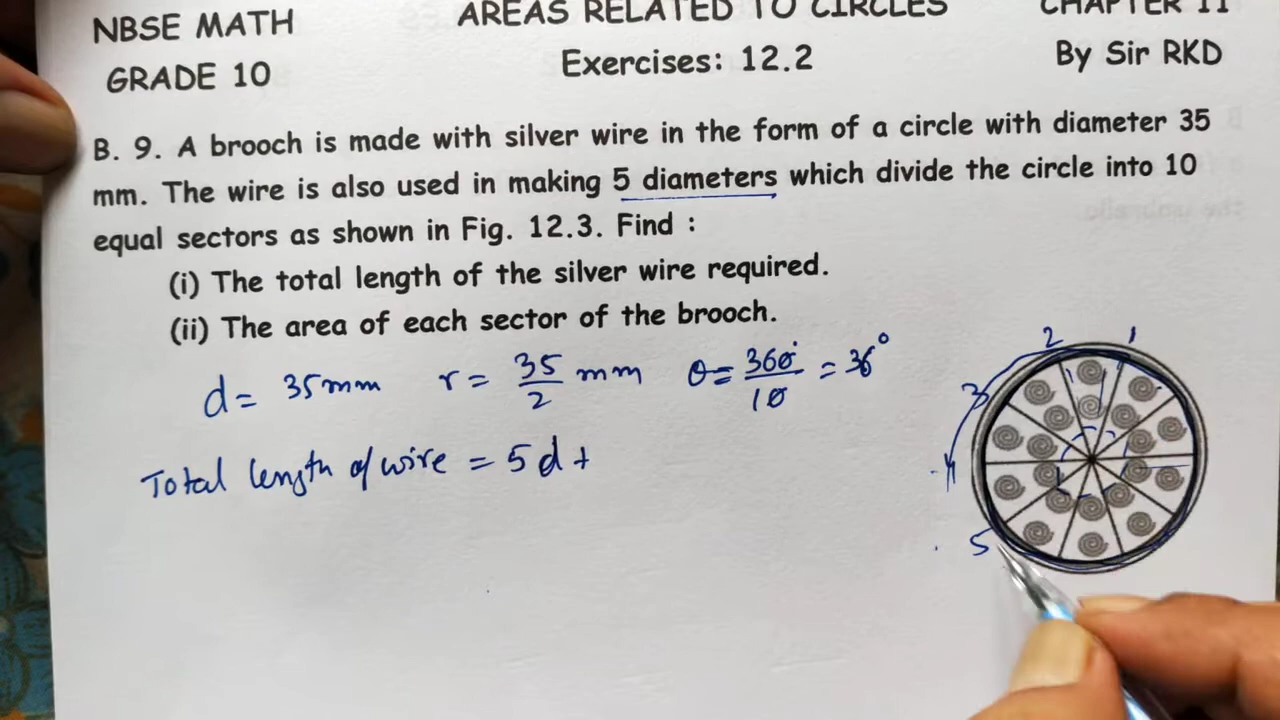 NBSE MATH
AREAS RELATED TO CIRCLES
CHAPTER 11
GRADE 10
Exercises: 12.2
By Sir RKD
B. 9. A brooch is made with silver wire in the form of a circle with diameter 35
mm. The wire is also used in making 5 diameters which divide the circle into 10
equal sectors as shown in Fig. 12.3. Find :
(i) The total length of the silver wire required.
(ii) The area of each sector of the brooch.
d = 35mm r = 35/2 mm θ = 360°/10 = 36°
Total length of wire = 5d +
1
2
3
4
5